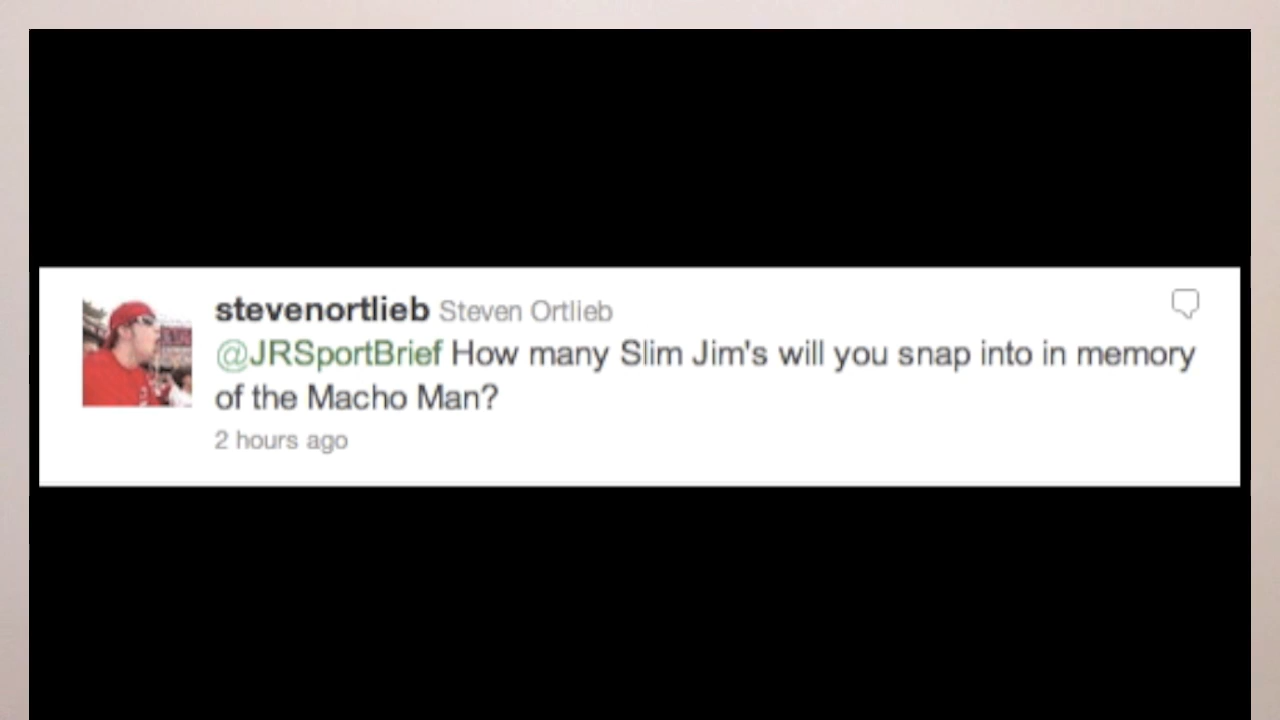 stevenortlieb Steven Ortlieb
@JRSportBrief How many Slim Jim's will you snap into in memory
of the Macho Man?
2 hours ago